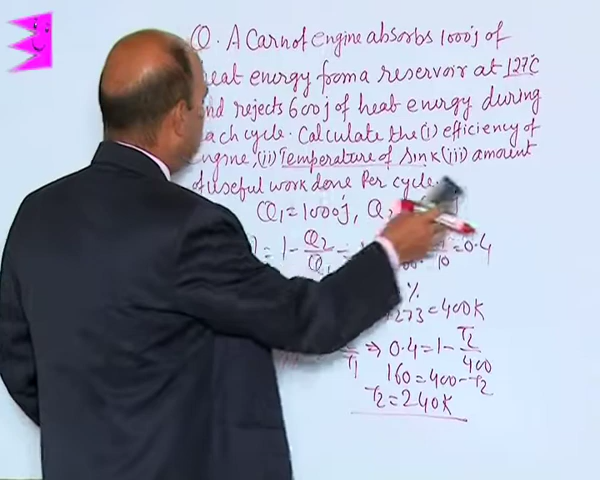 Q. A Carnot engine absorbs 1000j of
heat energy from a reservoir at 127°C
and rejects 600j of heat energy during
each cycle. Calculate the (i) efficiency of
engine, (ii) Temperature of sink (iii) amount
of useful work done Per cycle.
Q1 = 1000j, Q2
= 1 - Q2/Q1 = /10 = 0.4
%
+273 = 400K
T1 ⇒ 0.4 = 1 - T2/400
160 = 400 - T2
T2 = 240K